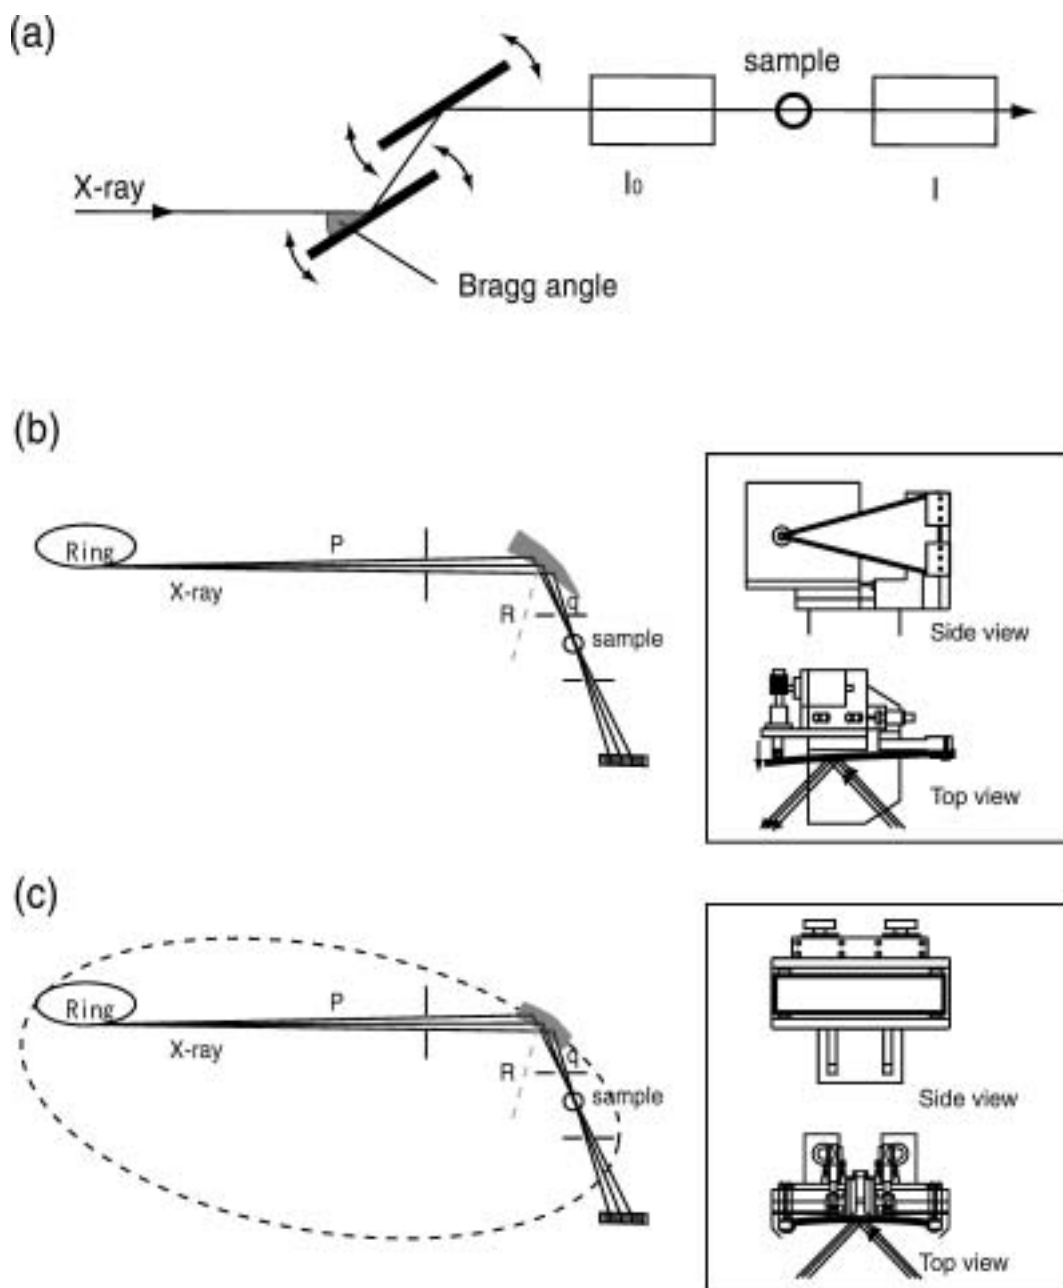 (a)
sample
X-ray
I0
I
Bragg angle
(b)
Ring
P
X-ray
R
q
sample
Side view
Top view
(c)
Ring
P
X-ray
R
q
sample
Side view
Top view